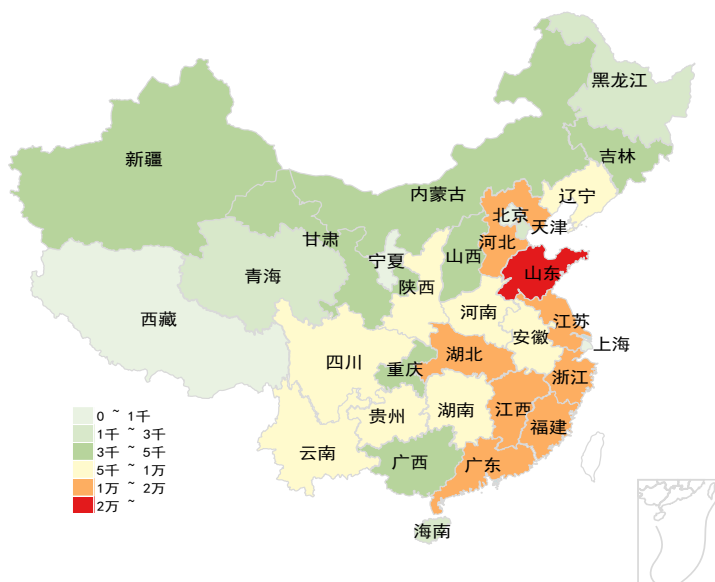 黑龙江
吉林
新疆
内蒙古
辽宁
北京
天津
河北
甘肃
宁夏
山西
青海
山东
陕西
西藏
河南
江苏
安徽
上海
湖北
四川
重庆
浙江
江西
湖南
贵州
福建
云南
广西
广东
海南
0 ~ 1千
1千 ~ 3千
3千 ~ 5千
5千 ~ 1万
1万 ~ 2万
2万 ~